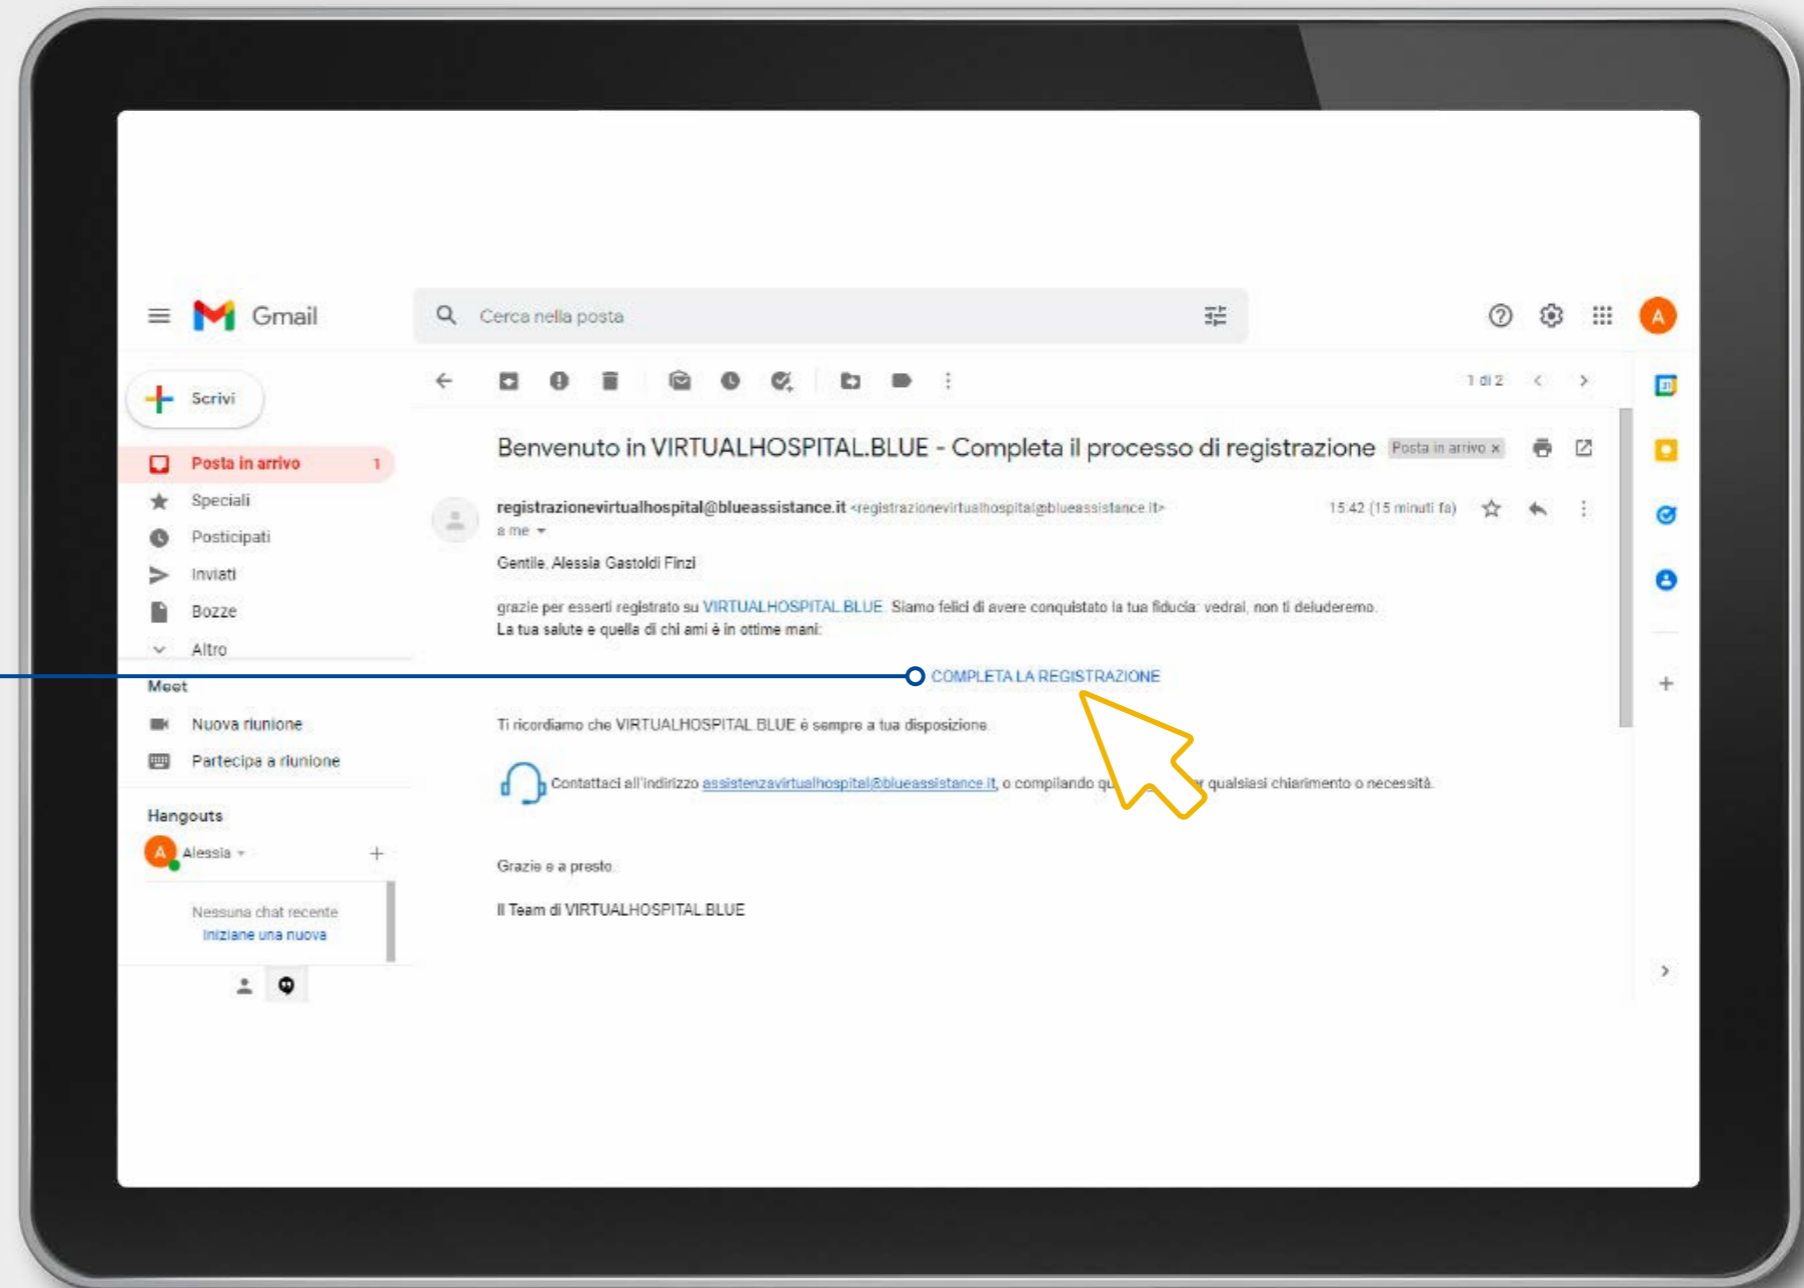 Gmail
Cerca nella posta
A
Scrivi
1 di 2
31
Benvenuto in VIRTUALHOSPITAL.BLUE - Completa il processo di registrazione
Posta in arrivo x
Posta in arrivo 1
Speciali
Posticipati
Inviati
Bozze
Altro
registrazionevirtualhospital@blueassistance.it <registrazionevirtualhospital@blueassistance.it>
15:42 (15 minuti fa)
a me
Gentile, Alessia Gastoldi Finzi
grazie per esserti registrato su VIRTUALHOSPITAL.BLUE. Siamo felici di avere conquistato la tua fiducia: vedrai, non ti deluderemo.
La tua salute e quella di chi ami è in ottime mani:
COMPLETA LA REGISTRAZIONE
Meet
Nuova riunione
Partecipa a riunione
Ti ricordiamo che VIRTUALHOSPITAL.BLUE è sempre a tua disposizione.
Contattaci all'indirizzo assistenzavirtualhospital@blueassistance.it, o compilando qualsiasi chiarimento o necessità.
Hangouts
A
Alessia
Nessuna chat recente
Iniziane una nuova
Grazie e a presto.
Il Team di VIRTUALHOSPITAL.BLUE